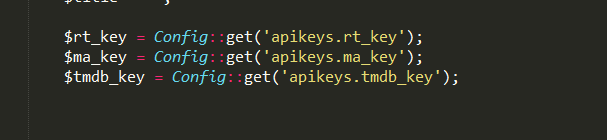 $rt_key = Config::get('apikeys.rt_key');
$ma_key = Config::get('apikeys.ma_key');
$tmdb_key = Config::get('apikeys.tmdb_key');